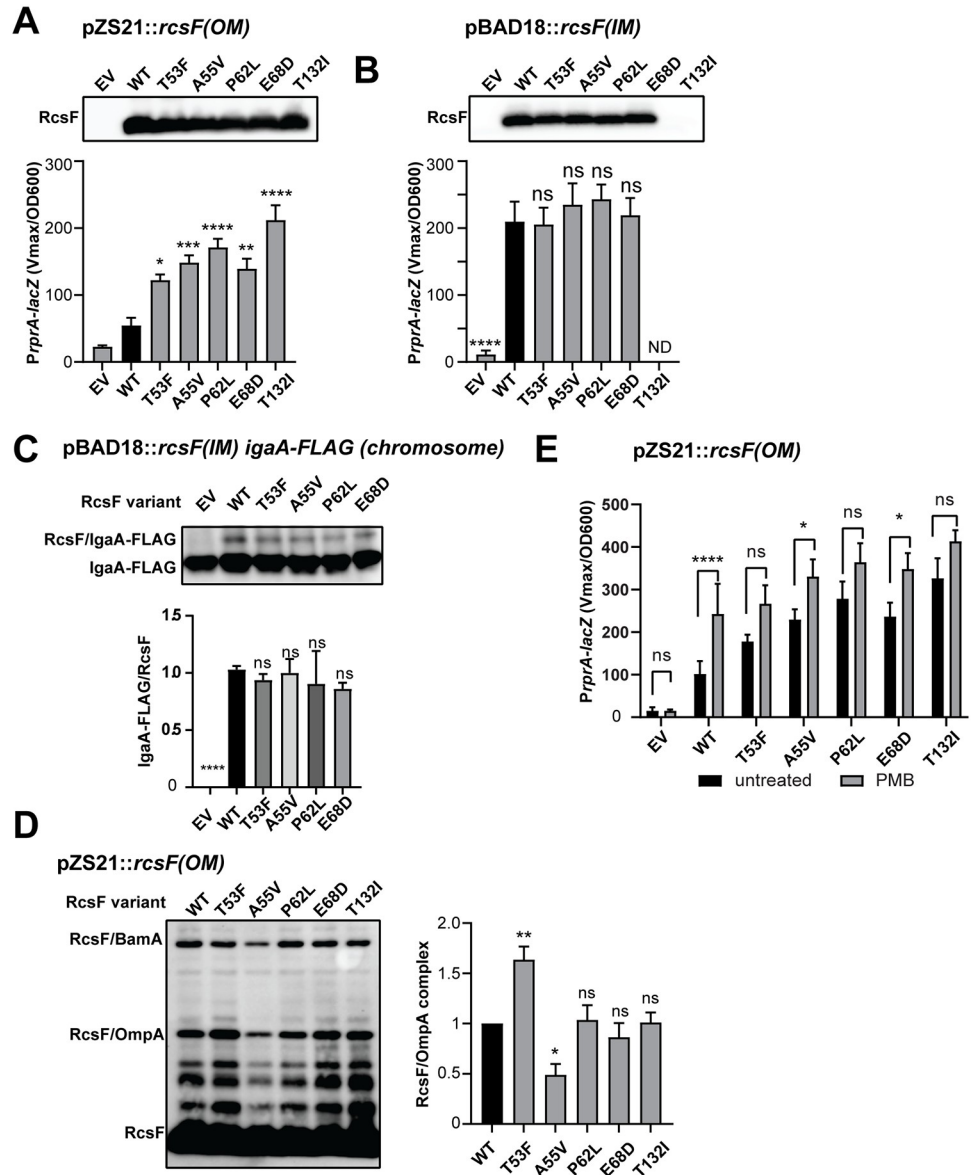 A
pZS21::rcsF(OM)
EV WT T53F A55V P62L E68D T132I
RcsF
PrprA-lacZ (Vmax/OD600)
300
200
100
0
* *** **** ** ****
EV WT T53F A55V P62L E68D T132I
B
pBAD18::rcsF(IM)
EV WT T53F A55V P62L E68D T132I
RcsF
PrprA-lacZ (Vmax/OD600)
300
200
100
0
**** ns ns ns ns ND
EV WT T53F A55V P62L E68D T132I
C
pBAD18::rcsF(IM) igaA-FLAG (chromosome)
RcsF variant EV WT T53F A55V P62L E68D
RcsF/IgaA-FLAG
IgaA-FLAG
IgaA-FLAG/RcsF
1.5
1.0
0.5
0
**** ns ns ns ns
EV WT T53F A55V P62L E68D
E
pZS21::rcsF(OM)
PrprA-lacZ (Vmax/OD600)
500
400
300
200
100
0
ns **** ns * ns * ns
EV WT T53F A55V P62L E68D T132I
untreated PMB
D
pZS21::rcsF(OM)
RcsF variant WT T53F A55V P62L E68D T132I
RcsF/BamA
RcsF/OmpA
RcsF
RcsF/OmpA complex
2.0
1.5
1
0.5
0
** * ns ns ns
WT T53F A55V P62L E68D T132I